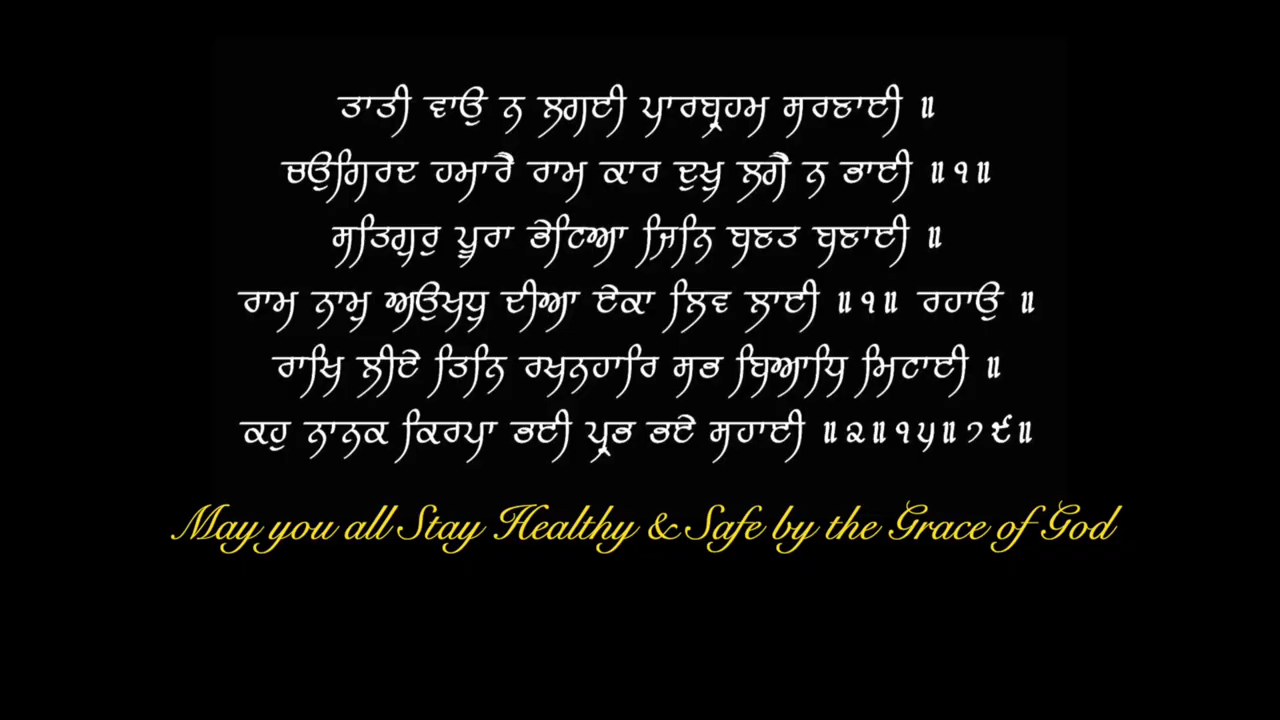 ਤਾਤੀ ਵਾਉ ਨ ਲਗਈ ਪਾਰਬ੍ਰਹਮ ਸਰਣਾਈ ॥
ਚਉਗਿਰਦ ਹਮਾਰੈ ਰਾਮ ਕਾਰ ਦੁਖੁ ਲਗੈ ਨ ਭਾਈ ॥੧॥
ਸਤਿਗੁਰੁ ਪੂਰਾ ਭੇਟਿਆ ਜਿਨਿ ਬਣਤ ਬਣਾਈ ॥
ਰਾਮ ਨਾਮੁ ਅਉਖਧੁ ਦੀਆ ਏਕਾ ਲਿਵ ਲਾਈ ॥੧॥ ਰਹਾਉ ॥
ਰਾਖਿ ਲੀਏ ਤਿਨਿ ਰਖਨਹਾਰਿ ਸਭ ਬਿਆਧਿ ਮਿਟਾਈ ॥
ਕਹੁ ਨਾਨਕ ਕਿਰਪਾ ਭਈ ਪ੍ਰਭ ਭਏ ਸਹਾਈ ॥੨॥੧੫॥੭੯॥
May you all Stay Healthy & Safe by the Grace of God